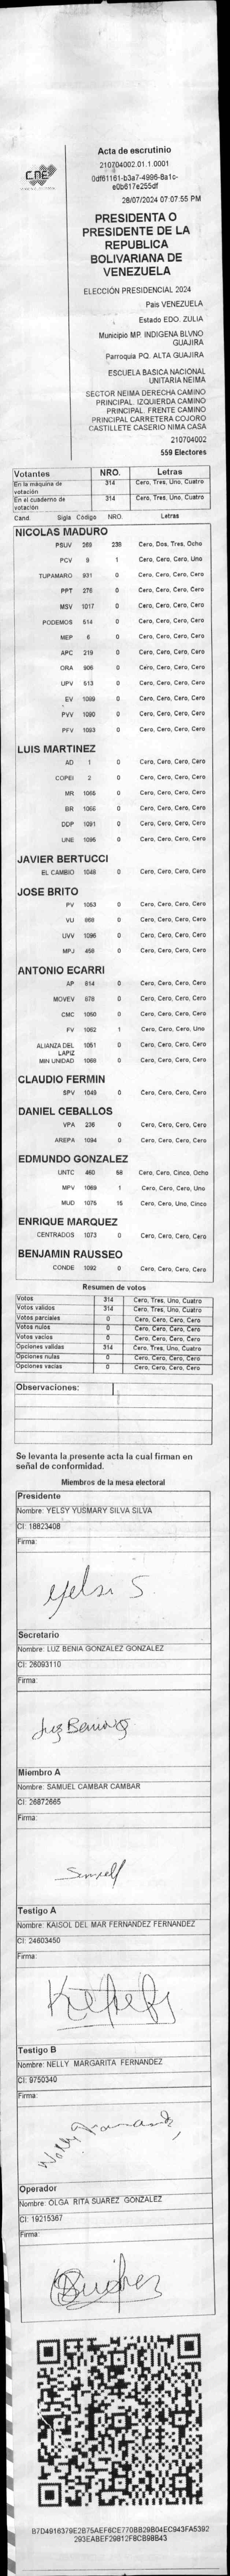 CNE
Acta de escrutinio
210704002.01.1.0001
0df61161-b3a7-4996-8a1c-
e0b617e255df
28/07/2024 07:07:55 PM
PRESIDENTA O
PRESIDENTE DE LA
REPUBLICA
BOLIVARIANA DE
VENEZUELA
ELECCIÓN PRESIDENCIAL 2024
País VENEZUELA
Estado EDO. ZULIA
Municipio MP. INDIGENA BLVNO
GUAJIRA
Parroquia PQ. ALTA GUAJIRA
ESCUELA BASICA NACIONAL
UNITARIA NEIMA
SECTOR NEIMA DERECHA CAMINO
PRINCIPAL. IZQUIERDA CAMINO
PRINCIPAL. FRENTE CAMINO
PRINCIPAL CARRETERA COJORO
CASTILLETE CASERIO NIMA CASA
210704002
559 Electores
Votantes NRO. Letras
En la máquina de votación 314 Cero, Tres, Uno, Cuatro
En el cuaderno de votación 314 Cero, Tres, Uno, Cuatro
Cand. Sigla Código NRO. Letras
NICOLAS MADURO
PSUV 269 238 Cero, Dos, Tres, Ocho
PCV 9 1 Cero, Cero, Cero, Uno
TUPAMARO 931 0 Cero, Cero, Cero, Cero
PPT 276 0 Cero, Cero, Cero, Cero
MSV 1017 0 Cero, Cero, Cero, Cero
PODEMOS 514 0 Cero, Cero, Cero, Cero
MEP 6 0 Cero, Cero, Cero, Cero
APC 219 0 Cero, Cero, Cero, Cero
ORA 906 0 Cero, Cero, Cero, Cero
UPV 513 0 Cero, Cero, Cero, Cero
EV 1089 0 Cero, Cero, Cero, Cero
PVV 1090 0 Cero, Cero, Cero, Cero
PFV 1093 0 Cero, Cero, Cero, Cero
LUIS MARTINEZ
AD 1 0 Cero, Cero, Cero, Cero
COPEI 2 0 Cero, Cero, Cero, Cero
MR 1065 0 Cero, Cero, Cero, Cero
BR 1066 0 Cero, Cero, Cero, Cero
DDP 1091 0 Cero, Cero, Cero, Cero
UNE 1095 0 Cero, Cero, Cero, Cero
JAVIER BERTUCCI
EL CAMBIO 1048 0 Cero, Cero, Cero, Cero
JOSE BRITO
PV 1053 0 Cero, Cero, Cero, Cero
VU 868 0 Cero, Cero, Cero, Cero
UVV 1096 0 Cero, Cero, Cero, Cero
MPJ 458 0 Cero, Cero, Cero, Cero
ANTONIO ECARRI
AP 814 0 Cero, Cero, Cero, Cero
MOVEV 878 0 Cero, Cero, Cero, Cero
CMC 1050 0 Cero, Cero, Cero, Cero
FV 1062 1 Cero, Cero, Cero, Uno
ALIANZA DEL LAPIZ 1051 0 Cero, Cero, Cero, Cero
MIN UNIDAD 1068 0 Cero, Cero, Cero, Cero
CLAUDIO FERMIN
SPV 1049 0 Cero, Cero, Cero, Cero
DANIEL CEBALLOS
VPA 236 0 Cero, Cero, Cero, Cero
AREPA 1094 0 Cero, Cero, Cero, Cero
EDMUNDO GONZALEZ
UNTC 460 58 Cero, Cero, Cinco, Ocho
MPV 1069 1 Cero, Cero, Cero, Uno
MUD 1075 15 Cero, Cero, Uno, Cinco
ENRIQUE MARQUEZ
CENTRADOS 1073 0 Cero, Cero, Cero, Cero
BENJAMIN RAUSSEO
CONDE 1092 0 Cero, Cero, Cero, Cero
Resumen de votos
Votos 314 Cero, Tres, Uno, Cuatro
Votos validos 314 Cero, Tres, Uno, Cuatro
Votos parciales 0 Cero, Cero, Cero, Cero
Votos nulos 0 Cero, Cero, Cero, Cero
Votos vacios 0 Cero, Cero, Cero, Cero
Opciones validas 314 Cero, Tres, Uno, Cuatro
Opciones nulas 0 Cero, Cero, Cero, Cero
Opciones vacias 0 Cero, Cero, Cero, Cero
Observaciones:
Se levanta la presente acta la cual firman en
señal de conformidad.
Miembros de la mesa electoral
Presidente
Nombre: YELSY YUSMARY SILVA SILVA
CI: 18823408
Firma:
Yelsi S.
Secretario
Nombre: LUZ BENIA GONZALEZ GONZALEZ
CI: 26093110
Firma:
Luz Benia G
Miembro A
Nombre: SAMUEL CAMBAR CAMBAR
CI: 26872665
Firma:
Samuel
Testigo A
Nombre: KAISOL DEL MAR FERNANDEZ FERNANDEZ
CI: 24603450
Firma:
Testigo B
Nombre: NELLY MARGARITA FERNANDEZ
CI: 9750340
Firma:
Nelly Fernandez
Operador
Nombre: OLGA RITA SUAREZ GONZALEZ
CI: 19215367
Firma:
OSuárez
B7D4916379E2B75AEF6CE770BB29B04EC943FA5392
293EABEF29812F8CB98B43